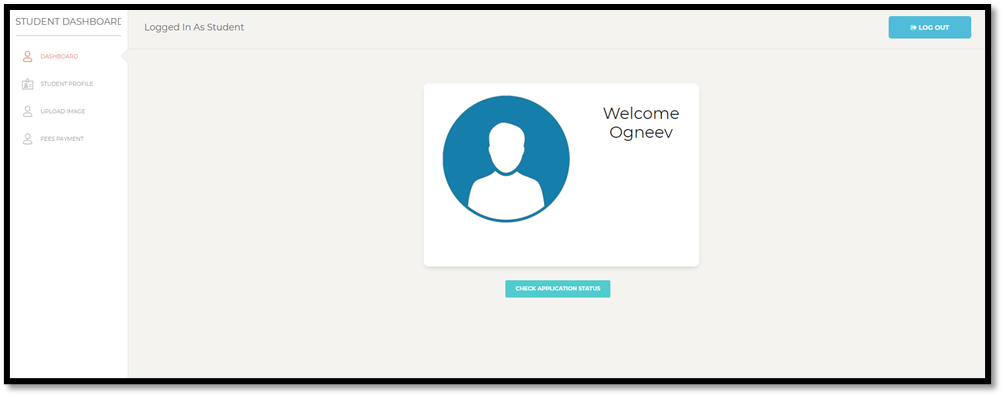 STUDENT DASHBOARD
Logged In As Student
LOG OUT
DASHBOARD
STUDENT PROFILE
UPLOAD IMAGE
FEES PAYMENT
Welcome
Ogneev
CHECK APPLICATION STATUS